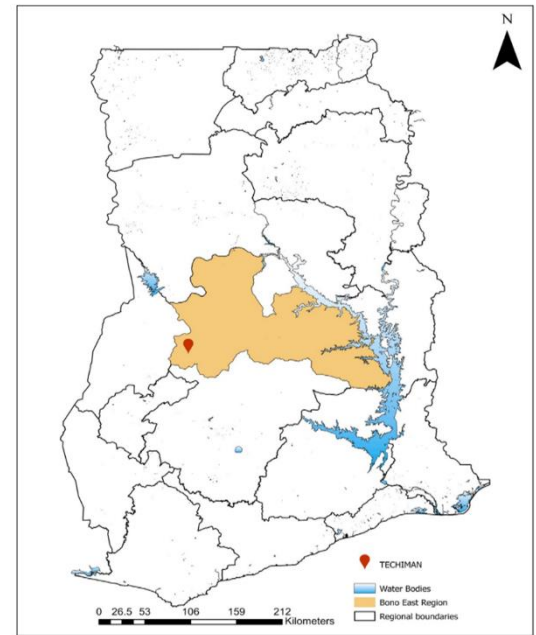 N
TECHIMAN
Water Bodies
Bono East Region
Regional boundaries
0 26.5 53 106 159 212
Kilometers